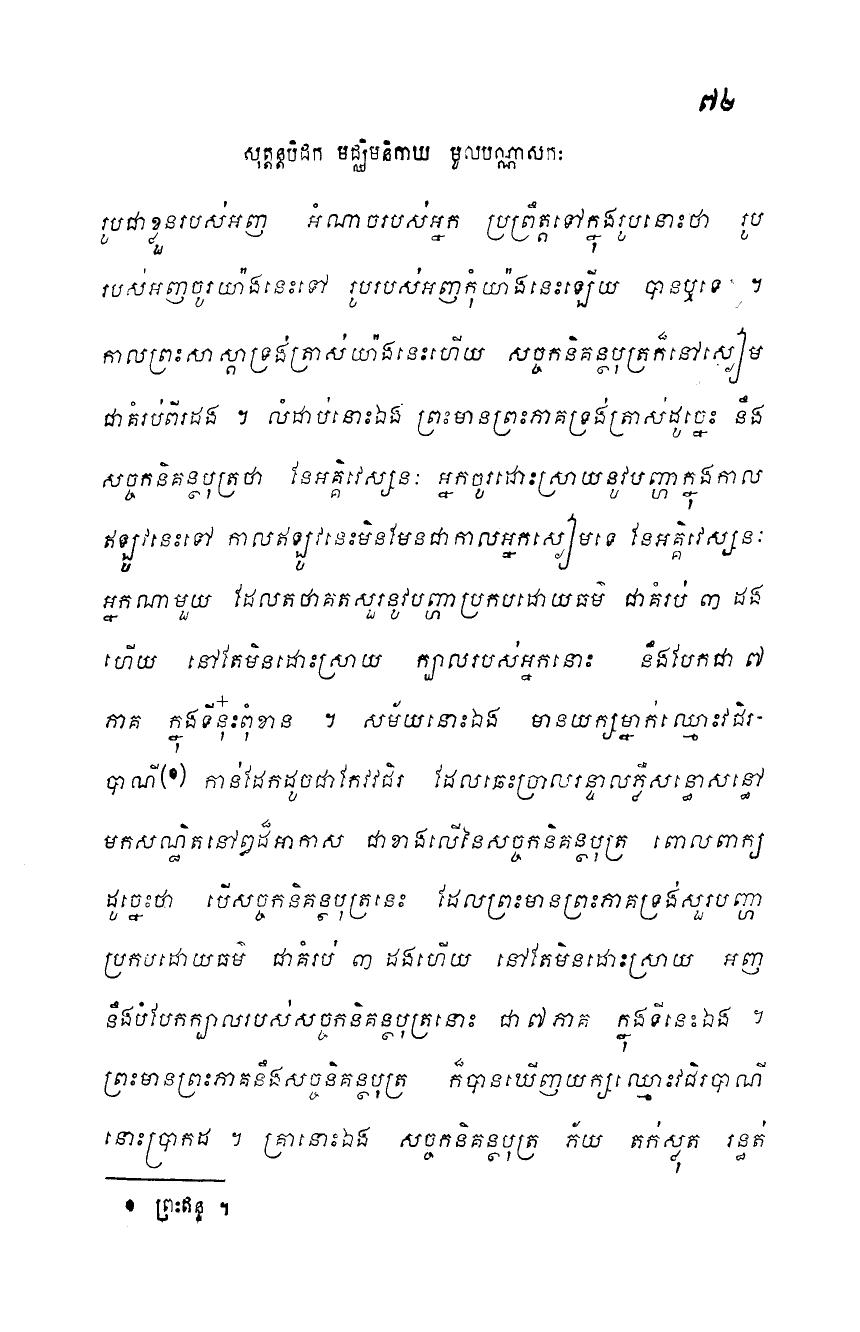 ៧៤
សុត្តន្តបិដក មជ្ឈិមនិកាយ មូលបណ្ណាសកៈ
រូបជាខ្លួនរបស់អញ អំណាចរបស់អ្នក ប្រព្រឹត្តទៅក្នុងរូបនោះថា រូប
របស់អញចូរយ៉ាងនេះទៅ រូបរបស់អញកុំយ៉ាងនេះឡើយ បានឬទេ ។
កាលព្រះសាស្តាទ្រង់ត្រាស់យ៉ាងនេះហើយ សច្ចកនិគន្ថបុត្រក៏នៅស្ងៀម
ជាគំរប់ពីរដង ។ លំដាប់នោះឯង ព្រះមានព្រះភាគទ្រង់ត្រាស់ដូច្នេះ នឹង
សច្ចកនិគន្ថបុត្រថា នែអគ្គិវេស្សនៈ អ្នកចូរដោះស្រាយនូវបញ្ហាក្នុងកាល
ឥឡូវនេះទៅ កាលឥឡូវនេះមិនមែនជាកាលអ្នកស្ងៀមទេ នែអគ្គិវេស្សនៈ
អ្នកណាមួយ ដែលតថាគតសួរនូវបញ្ហាប្រកបដោយធម៌ ជាគំរប់ ៣ ដង
ហើយ នៅតែមិនដោះស្រាយ ក្បាលរបស់អ្នកនោះ នឹងបែកជា ៧
ភាគ ក្នុងទីនុ៎ះពុំខាន ។ សម័យនោះឯង មានយក្សម្នាក់ឈ្មោះវជិរ-
បាណី(១) កាន់ដែកដូចជាកែវវជិរ ដែលឆេះប្រាលរន្ទាលភ្លឺសន្ធោសន្ធៅ
មកសណ្ឋិតនៅឰដ៏អាកាស ជាខាងលើនៃសច្ចកនិគន្ថបុត្រ ពោលពាក្យ
ដូច្នេះថា បើសច្ចកនិគន្ថបុត្រនេះ ដែលព្រះមានព្រះភាគទ្រង់សួរបញ្ហា
ប្រកបដោយធម៌ ជាគំរប់ ៣ ដងហើយ នៅតែមិនដោះស្រាយ អញ
នឹងបំបែកក្បាលរបស់សច្ចកនិគន្ថបុត្រនោះ ជា ៧ ភាគ ក្នុងទីនេះឯង ។
ព្រះមានព្រះភាគនឹងសច្ចនិគន្ថបុត្រ ក៏បានឃើញយក្សឈ្មោះវជិរបាណី
នោះប្រាកដ ។ គ្រានោះឯង សច្ចកនិគន្ថបុត្រ ភ័យ តក់ស្លុត រន្ធត់
១ ព្រះឥន្ទ ។